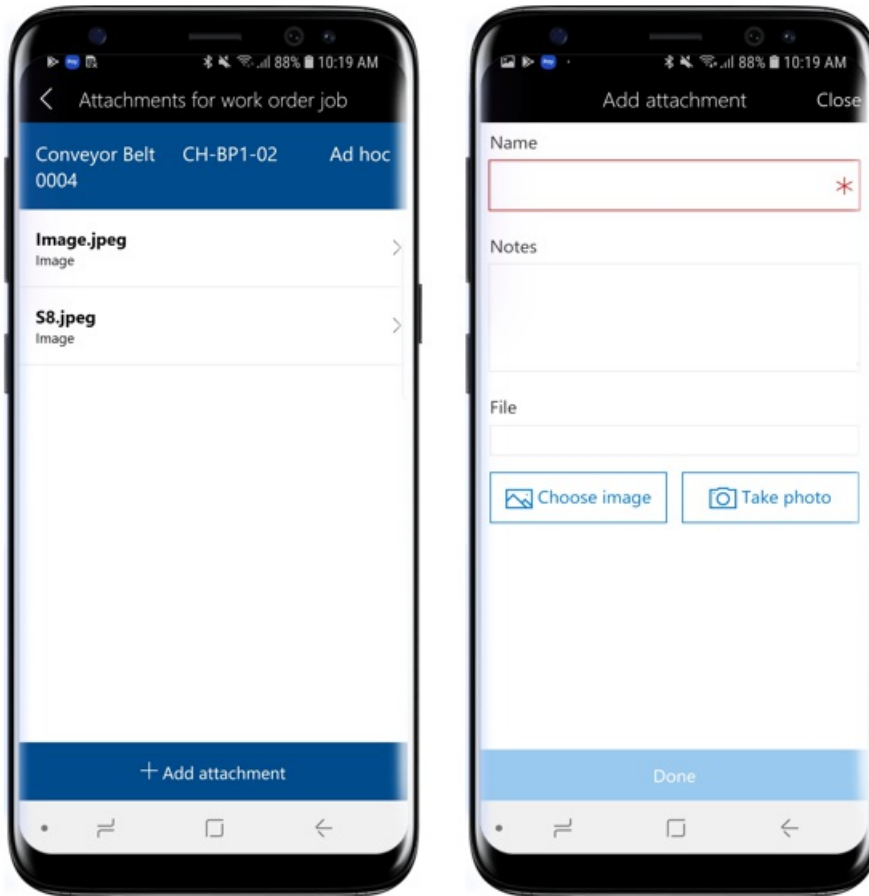 88% 10:19 AM
Attachments for work order job
Conveyor Belt 0004
CH-BP1-02
Ad hoc
Image.jpeg
Image
S8.jpeg
Image
+ Add attachment
88% 10:19 AM
Add attachment
Close
Name
*
Notes
File
Choose image
Take photo
Done